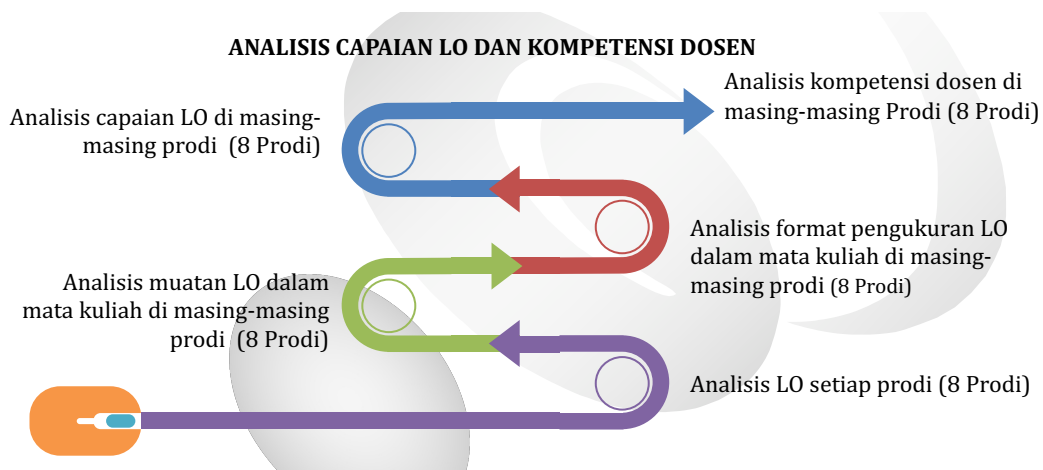 ANALISIS CAPAIAN LO DAN KOMPETENSI DOSEN
Analisis kompetensi dosen di
masing-masing Prodi (8 Prodi)
Analisis capaian LO di masing-
masing prodi (8 Prodi)
Analisis format pengukuran LO
dalam mata kuliah di masing-
masing prodi (8 Prodi)
Analisis muatan LO dalam
mata kuliah di masing-masing
prodi (8 Prodi)
Analisis LO setiap prodi (8 Prodi)